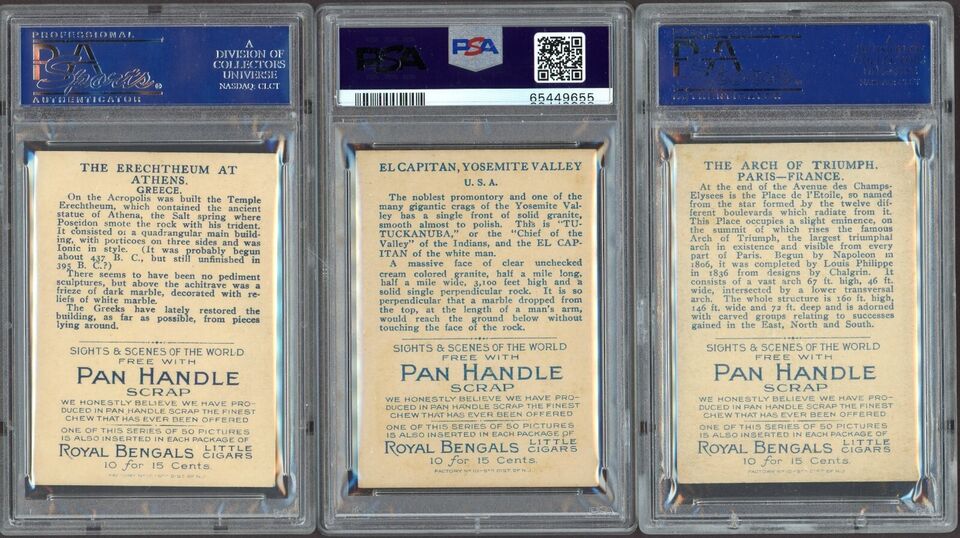 PROFESSIONAL
PSA
Sports
AUTHENTICATOR
A
DIVISION OF
COLLECTORS
UNIVERSE
NASDAQ: CLCT
THE ERECHTHEUM AT
ATHENS.
GREECE.
On the Acropolis was built the Temple
Erechtheum, which contained the ancient
statue of Athena, the Salt spring where
Poseidon smote the rock with his trident.
It consisted of a quadrangular main build-
ing, with porticoes on three sides and was
Ionic in style. (It was probably begun
about 437 B. C., but still unfinished in
395 B. C.?)
There seems to have been no pediment
sculptures, but above the achitrave was a
frieze of dark marble, decorated with re-
liefs of white marble.
The Greeks have lately restored the
building, as far as possible, from pieces
lying around.
SIGHTS & SCENES OF THE WORLD
FREE WITH
PAN HANDLE
SCRAP
WE HONESTLY BELIEVE WE HAVE PRO-
DUCED IN PAN HANDLE SCRAP THE FINEST
CHEW THAT HAS EVER BEEN OFFERED
ONE OF THIS SERIES OF 50 PICTURES
IS ALSO INSERTED IN EACH PACKAGE OF
ROYAL BENGALS LITTLE CIGARS
10 for 15 Cents.
PSA
PSA
65449655
EL CAPITAN, YOSEMITE VALLEY
U. S. A.
The noblest promontory and one of the
many gigantic crags of the Yosemite Val-
ley has a single front of solid granite,
smooth almost to polish. This is "TU-
TUCKANUBA," or the "Chief of the
Valley" of the Indians, and the EL CAP-
ITAN of the white man.
A massive face of clear unchecked
cream colored granite, half a mile long,
half a mile wide, 3,100 feet high and a
solid single perpendicular rock. It is so
perpendicular that a marble dropped from
the top, at the length of a man's arm,
would reach the ground below without
touching the face of the rock.
SIGHTS & SCENES OF THE WORLD
FREE WITH
PAN HANDLE
SCRAP
WE HONESTLY BELIEVE WE HAVE PRO-
DUCED IN PAN HANDLE SCRAP THE FINEST
CHEW THAT HAS EVER BEEN OFFERED
ONE OF THIS SERIES OF 50 PICTURES
IS ALSO INSERTED IN EACH PACKAGE OF
ROYAL BENGALS LITTLE CIGARS
10 for 15 Cents.
PSA
THE ARCH OF TRIUMPH.
PARIS—FRANCE.
At the end of the Avenue des Champs-
Elysees is the Place de l'Etoile, so named
from the star formed by the twelve dif-
ferent boulevards which radiate from it.
This Place occupies a slight eminence, on
the summit of which rises the famous
Arch of Triumph, the largest triumphal
arch in existence and visible from every
part of Paris. Begun by Napoleon in
1806, it was completed by Louis Philippe
in 1836 from designs by Chalgrin. It
consists of a vast arch 67 ft. high, 46 ft.
wide, intersected by a lower transversal
arch. The whole structure is 160 ft. high,
146 ft. wide and 72 ft. deep and is adorned
with carved groups relating to successes
gained in the East, North and South.
SIGHTS & SCENES OF THE WORLD
FREE WITH
PAN HANDLE
SCRAP
WE HONESTLY BELIEVE WE HAVE PRO-
DUCED IN PAN HANDLE SCRAP THE FINEST
CHEW THAT HAS EVER BEEN OFFERED
ONE OF THIS SERIES OF 50 PICTURES
IS ALSO INSERTED IN EACH PACKAGE OF
ROYAL BENGALS LITTLE CIGARS
10 for 15 Cents.